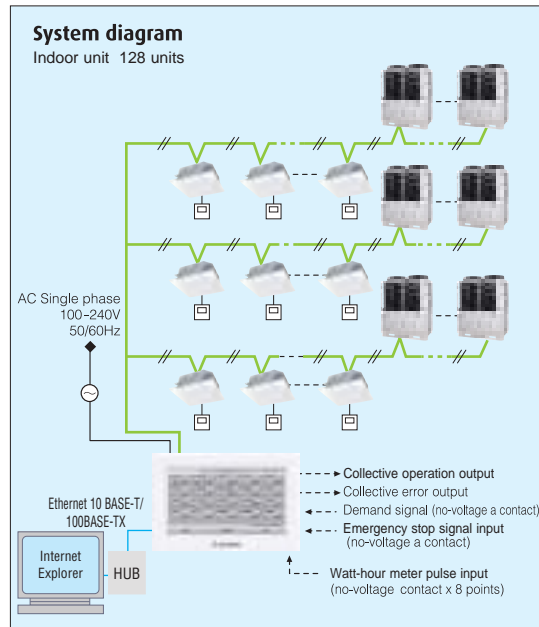 System diagram
Indoor unit 128 units
AC Single phase
100-240V
50/60Hz
Ethernet 10 BASE-T/
100BASE-TX
Internet
Explorer
HUB
Collective operation output
Collective error output
Demand signal (no-voltage a contact)
Emergency stop signal input
(no-voltage a contact)
Watt-hour meter pulse input
(no-voltage contact x 8 points)